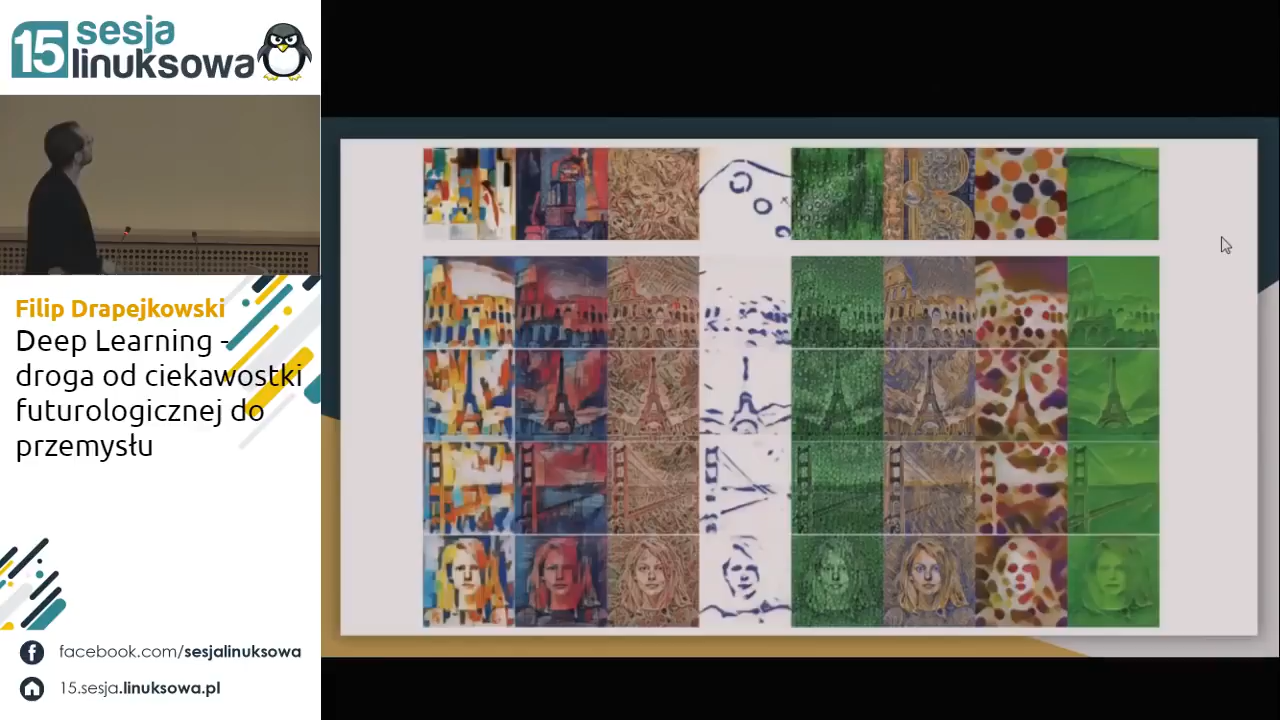 15 sesja
linuksowa
Filip Drapejkowski
Deep Learning -
droga od ciekawostki
futurologicznej do
przemysłu
facebook.com/sesjalinuksowa
15.sesja.linuksowa.pl